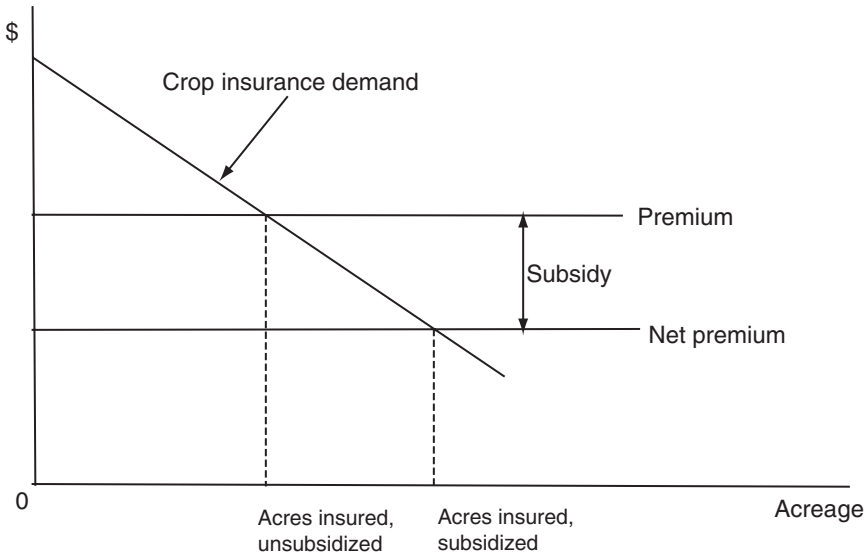 $
Crop insurance demand
Premium
Subsidy
Net premium
0
Acreage
Acres insured,
unsubsidized
Acres insured,
subsidized